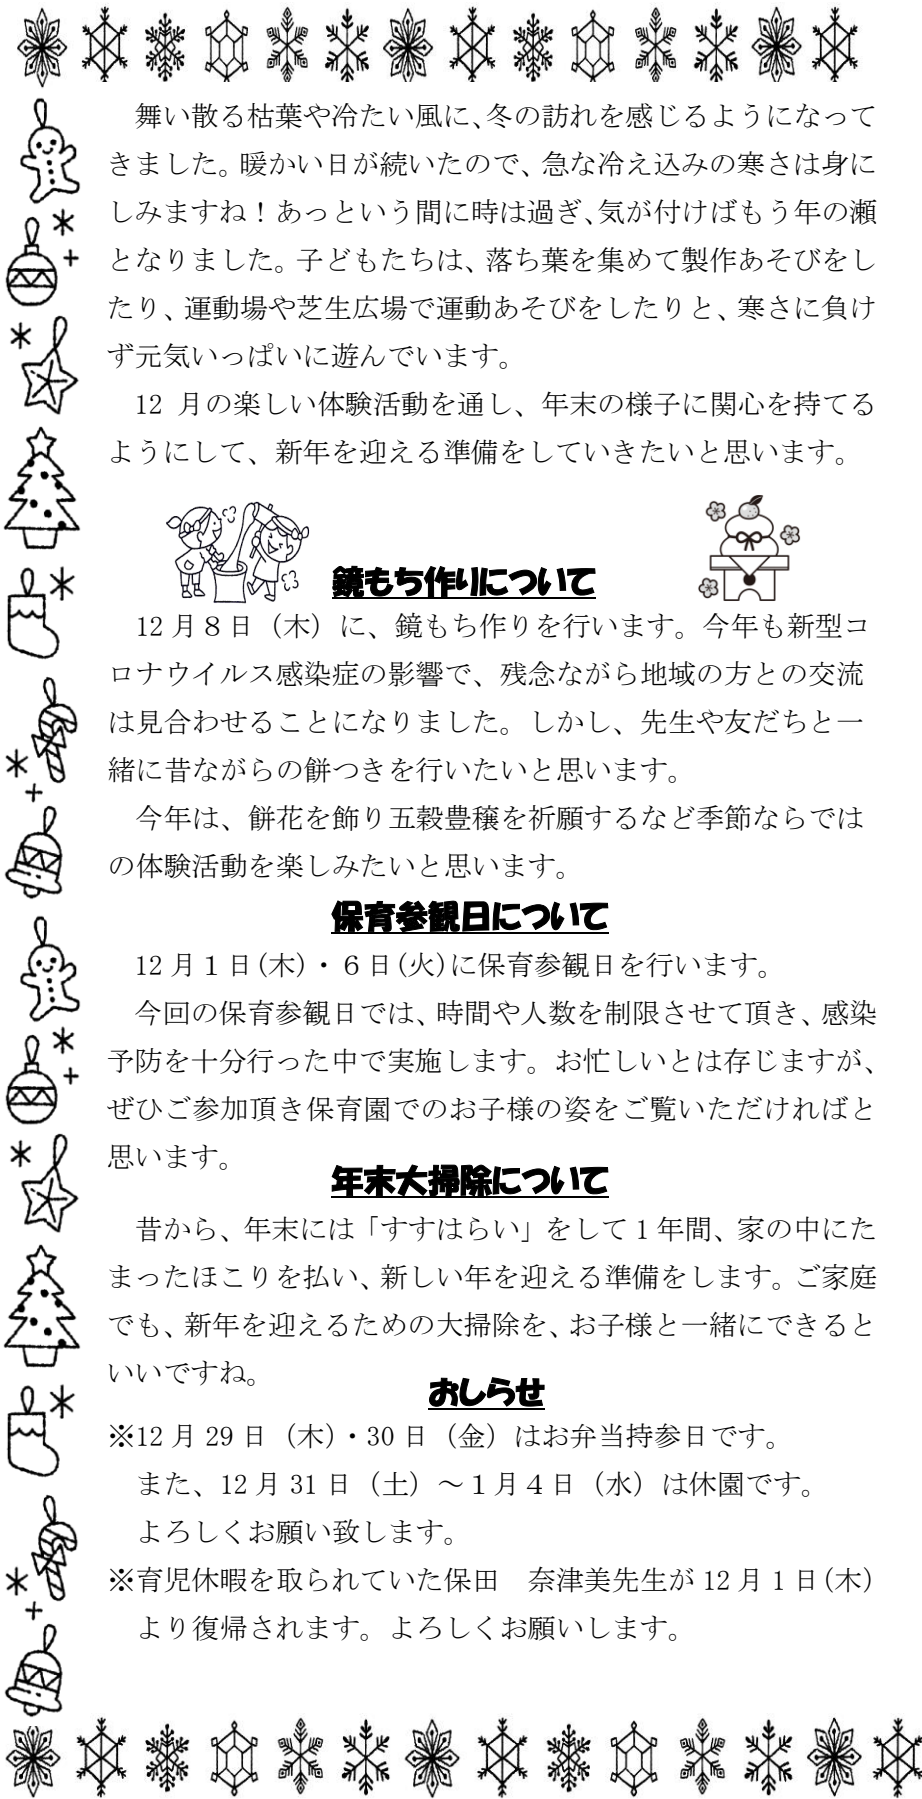 舞い散る枯葉や冷たい風に、冬の訪れを感じるようになって
きました。暖かい日が続いたので、急な冷え込みの寒さは身に
しみますね！あっという間に時は過ぎ、気が付けばもう年の瀬
となりました。子どもたちは、落ち葉を集めて製作あそびをし
たり、運動場や芝生広場で運動あそびをしたりと、寒さに負け
ず元気いっぱいに遊んでいます。
12 月の楽しい体験活動を通し、年末の様子に関心を持てる
ようにして、新年を迎える準備をしていきたいと思います。
鏡もち作りについて
12 月８日（木）に、鏡もち作りを行います。今年も新型コ
ロナウイルス感染症の影響で、残念ながら地域の方との交流
は見合わせることになりました。しかし、先生や友だちと一
緒に昔ながらの餅つきを行いたいと思います。
今年は、餅花を飾り五穀豊穣を祈願するなど季節ならでは
の体験活動を楽しみたいと思います。
保育参観日について
12 月１日(木)・６日(火)に保育参観日を行います。
今回の保育参観日では、時間や人数を制限させて頂き、感染
予防を十分行った中で実施します。お忙しいとは存じますが、
ぜひご参加頂き保育園でのお子様の姿をご覧いただければと
思います。
年末大掃除について
昔から、年末には「すすはらい」をして 1 年間、家の中にた
まったほこりを払い、新しい年を迎える準備をします。ご家庭
でも、新年を迎えるための大掃除を、お子様と一緒にできると
いいですね。
おしらせ
※12 月 29 日（木）・30 日（金）はお弁当持参日です。
また、12 月 31 日（土）～１月４日（水）は休園です。
よろしくお願い致します。
※育児休暇を取られていた保田　奈津美先生が 12 月 1 日(木)
より復帰されます。よろしくお願いします。